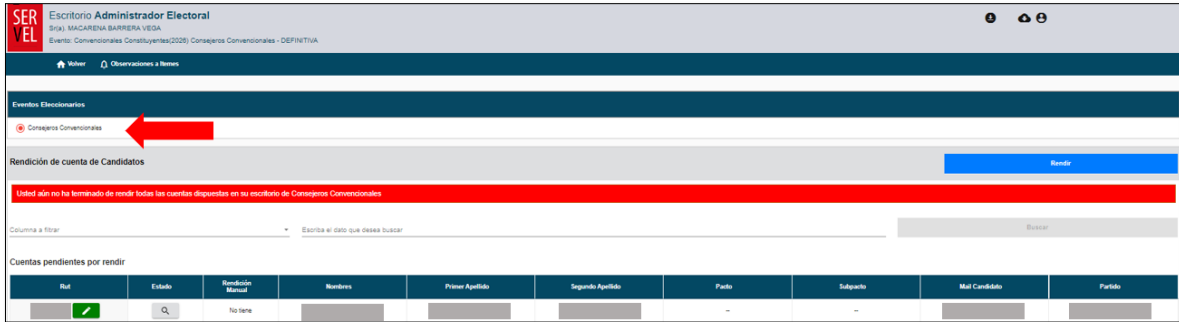 SERVEL
Escritorio Administrador Electoral
Sr(a). MACARENA BARRERA VEGA
Evento: Convencionales Constituyentes(2026) Consejeros Convencionales - DEFINITIVA
Volver Observaciones a Itemes
Eventos Eleccionarios
Consejeros Convencionales
Rendición de cuenta de Candidatos
Rendir
Usted aún no ha terminado de rendir todas las cuentas dispuestas en su escritorio de Consejeros Convencionales
Columna a filtrar
Escriba el dato que desea buscar
Buscar
Cuentas pendientes por rendir
Rut Estado Rendición Manual Nombres Primer Apellido Segundo Apellido Pacto Subpacto Mail Candidato Partido
No tiene -- --